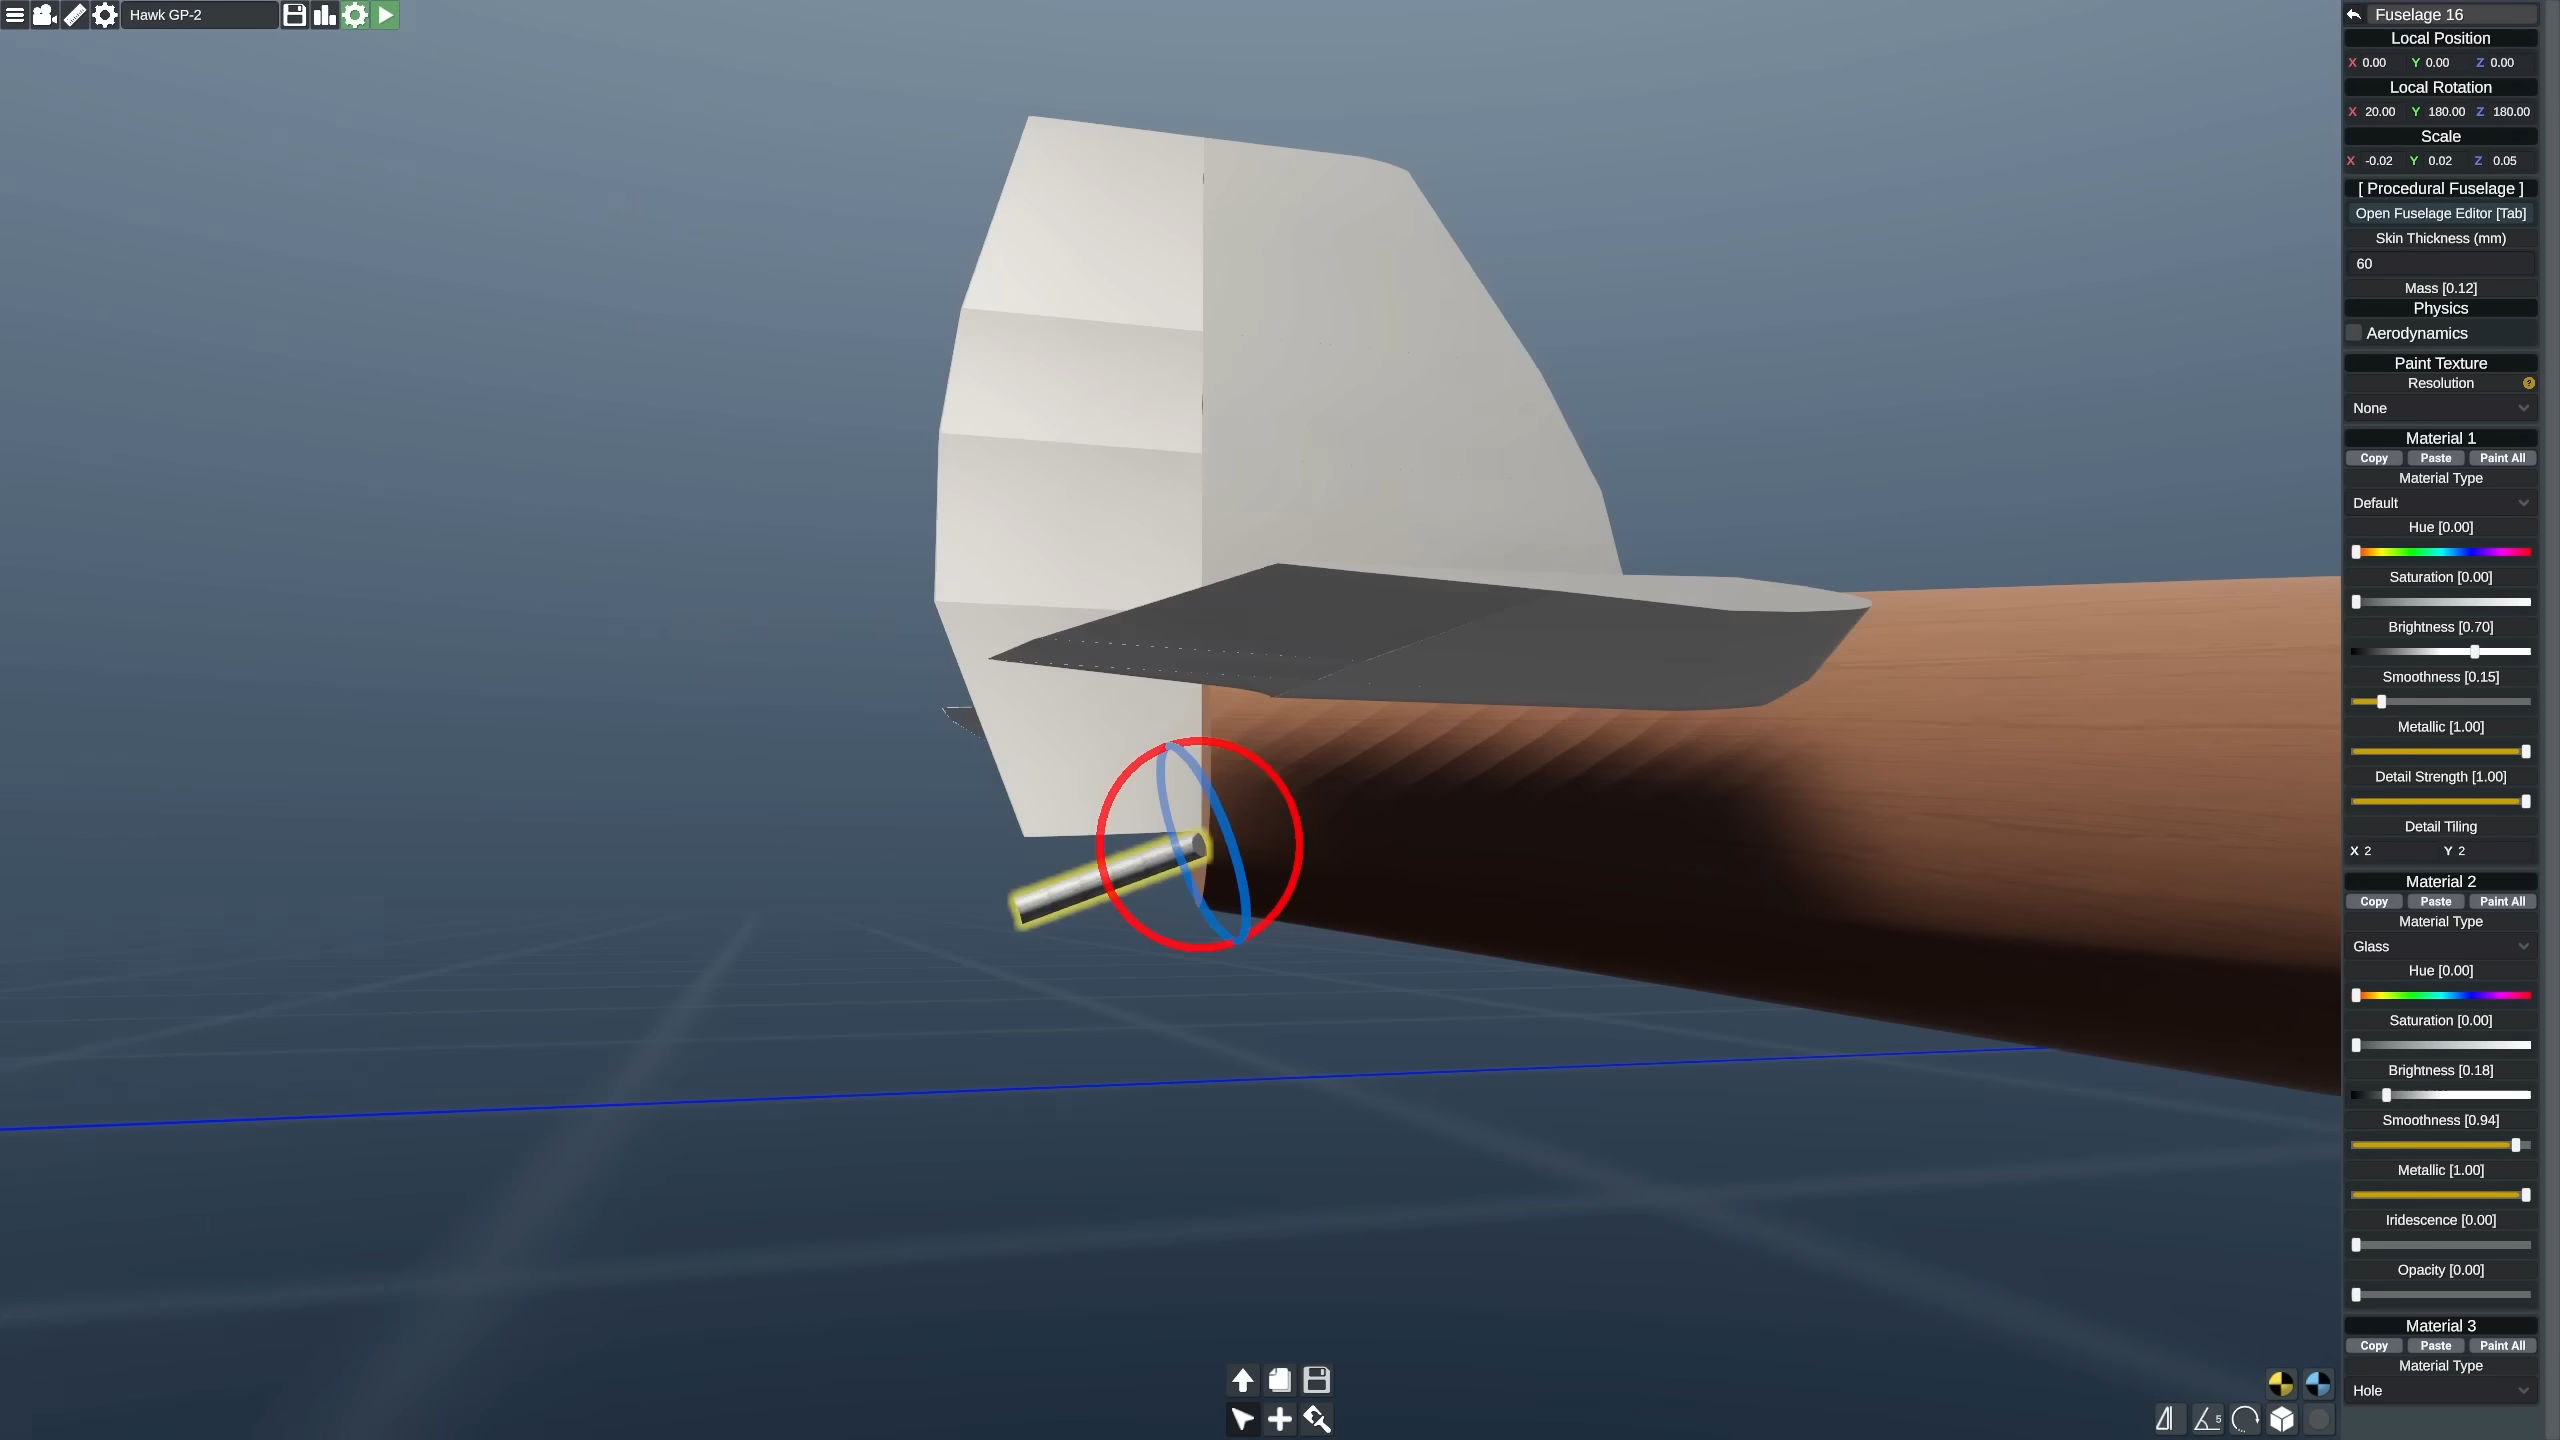 Hawk GP-2
Fuselage 16
Local Position
X 0.00 Y 0.00 Z 0.00
Local Rotation
X 20.00 Y 180.00 Z 180.00
Scale
X -0.02 Y 0.02 Z 0.05
[ Procedural Fuselage ]
Open Fuselage Editor [Tab]
Skin Thickness (mm)
60
Mass [0.12]
Physics
Aerodynamics
Paint Texture
Resolution ?
None
Material 1
Copy Paste Paint All
Material Type
Default
Hue [0.00]
Saturation [0.00]
Brightness [0.70]
Smoothness [0.15]
Metallic [1.00]
Detail Strength [1.00]
Detail Tiling
X 2 Y 2
Material 2
Copy Paste Paint All
Material Type
Glass
Hue [0.00]
Saturation [0.00]
Brightness [0.18]
Smoothness [0.94]
Metallic [1.00]
Iridescence [0.00]
Opacity [0.00]
Material 3
Copy Paste Paint All
Material Type
Hole
5